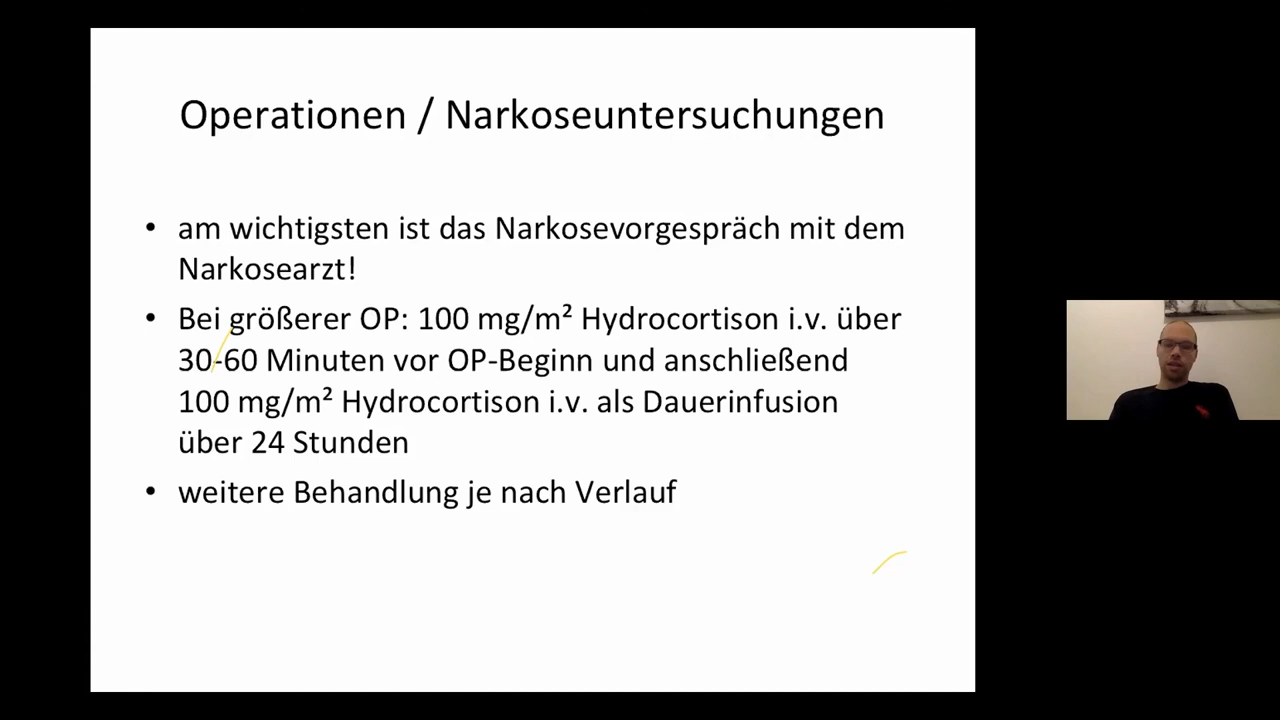 Operationen / Narkoseuntersuchungen
• am wichtigsten ist das Narkosevorgespräch mit dem
Narkosearzt!
• Bei größerer OP: 100 mg/m² Hydrocortison i.v. über
30-60 Minuten vor OP-Beginn und anschließend
100 mg/m² Hydrocortison i.v. als Dauerinfusion
über 24 Stunden
• weitere Behandlung je nach Verlauf